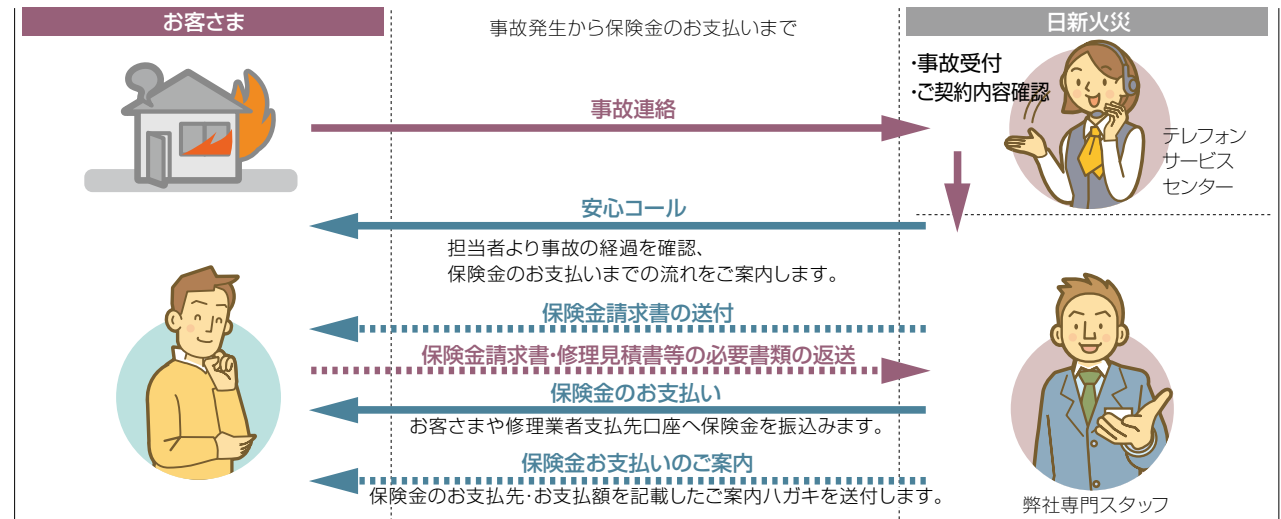 お客さま
事故発生から保険金のお支払いまで
日新火災
・事故受付
・ご契約内容確認
事故連絡
テレフォン
サービス
センター
安心コール
担当者より事故の経過を確認、
保険金のお支払いまでの流れをご案内します。
保険金請求書の送付
保険金請求書・修理見積書等の必要書類の返送
保険金のお支払い
お客さまや修理業者支払先口座へ保険金を振込みます。
保険金お支払いのご案内
保険金のお支払先・お支払額を記載したご案内ハガキを送付します。
弊社専門スタッフ